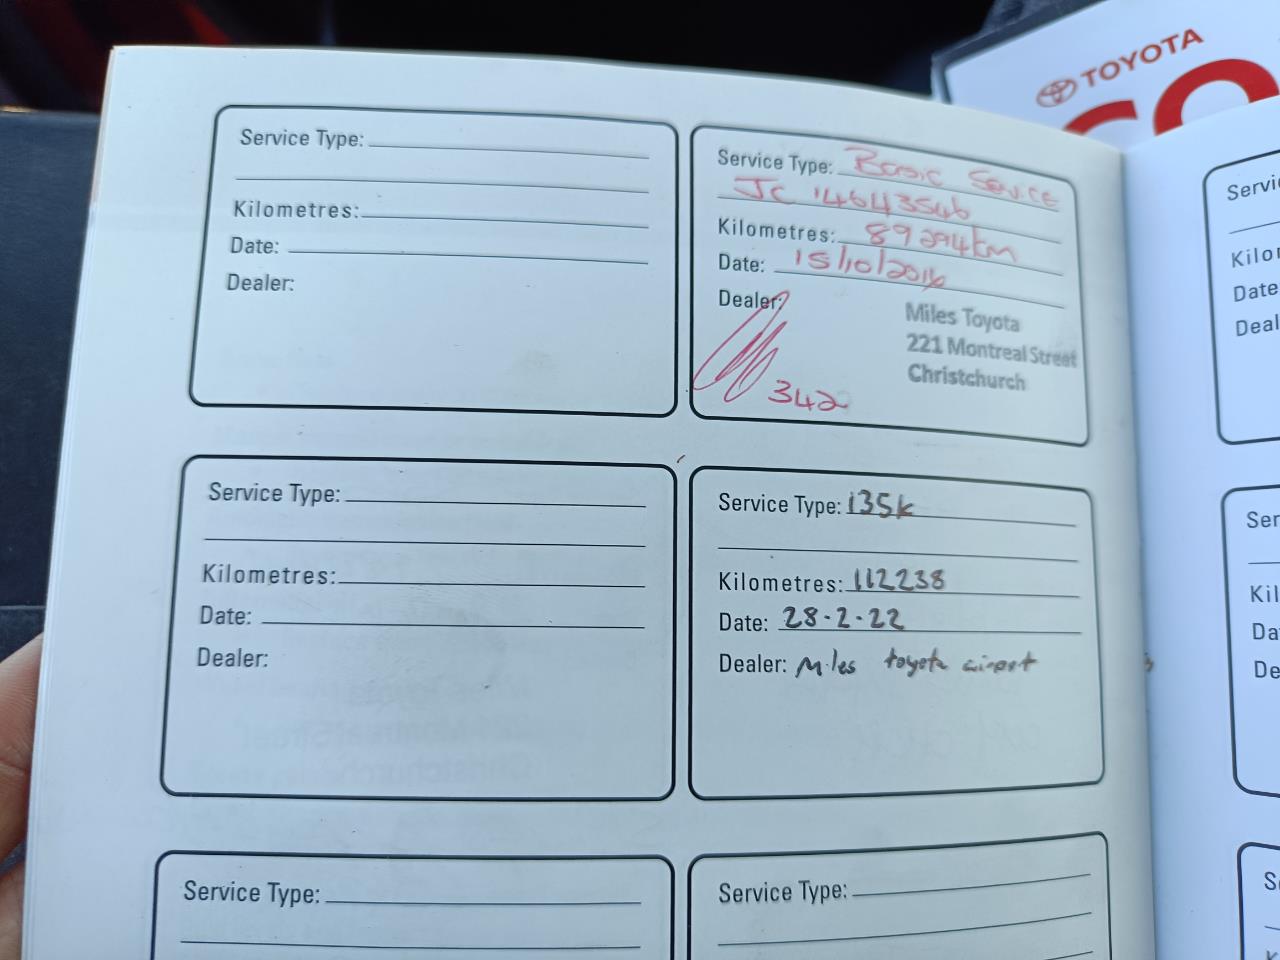 TOYOTA
Service Type:
Kilometres:
Date:
Dealer:
Service Type: Basic Service
JC 14643546
Kilometres: 89294km
Date: 15/10/2016
Dealer:
Miles Toyota
221 Montreal Street
Christchurch
342
Service Type:
Kilometres:
Date:
Dealer:
Service Type: 135k
Kilometres: 112238
Date: 28-2-22
Dealer: Miles toyota airport
Service Type:
Service Type: